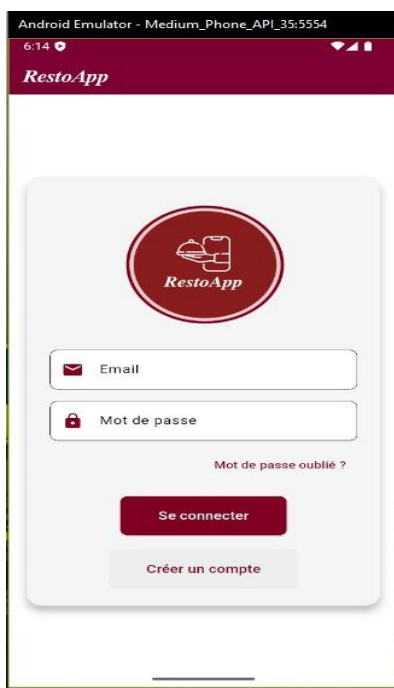 Android Emulator - Medium_Phone_API_35:5554
6:14
RestoApp
RestoApp
Email
Mot de passe
Mot de passe oublié ?
Se connecter
Créer un compte